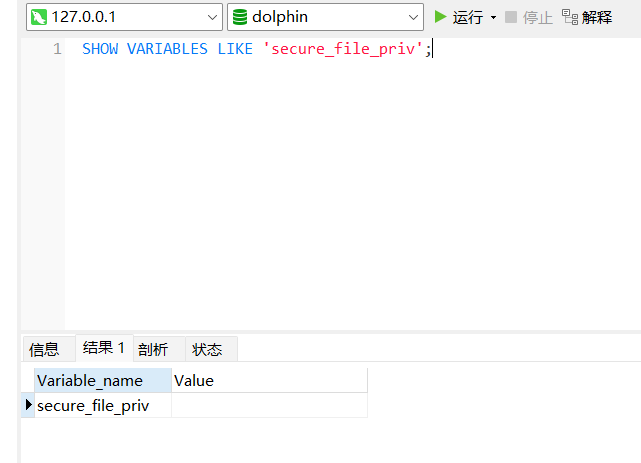 127.0.0.1 dolphin 运行 停止 解释
1 SHOW VARIABLES LIKE 'secure_file_priv';
信息 结果 1 剖析 状态
Variable_name Value
secure_file_priv